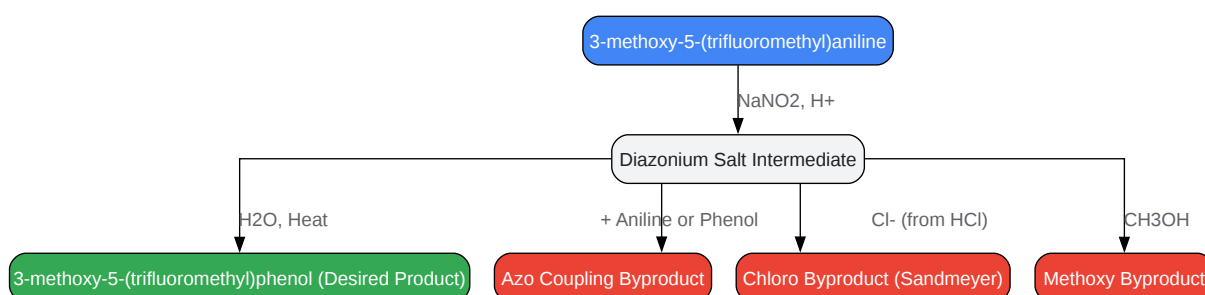 3-methoxy-5-(trifluoromethyl)aniline
NaNO2, H+
Diazonium Salt Intermediate
H2O, Heat
+ Aniline or Phenol
Cl- (from HCl)
CH3OH
3-methoxy-5-(trifluoromethyl)phenol (Desired Product)
Azo Coupling Byproduct
Chloro Byproduct (Sandmeyer)
Methoxy Byproduct